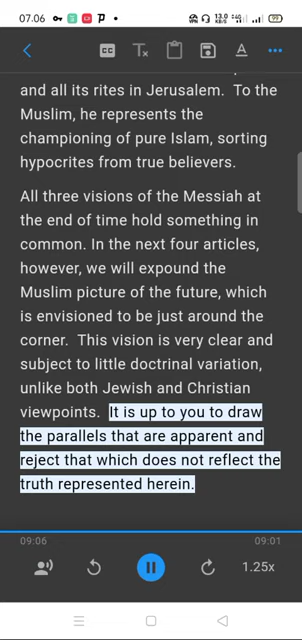 07.06
13.0
KB/S
4G
99
CC
and all its rites in Jerusalem. To the
Muslim, he represents the
championing of pure Islam, sorting
hypocrites from true believers.
All three visions of the Messiah at
the end of time hold something in
common. In the next four articles,
however, we will expound the
Muslim picture of the future, which
is envisioned to be just around the
corner. This vision is very clear and
subject to little doctrinal variation,
unlike both Jewish and Christian
viewpoints. It is up to you to draw
the parallels that are apparent and
reject that which does not reflect the
truth represented herein.
09:06
09:01
1.25x